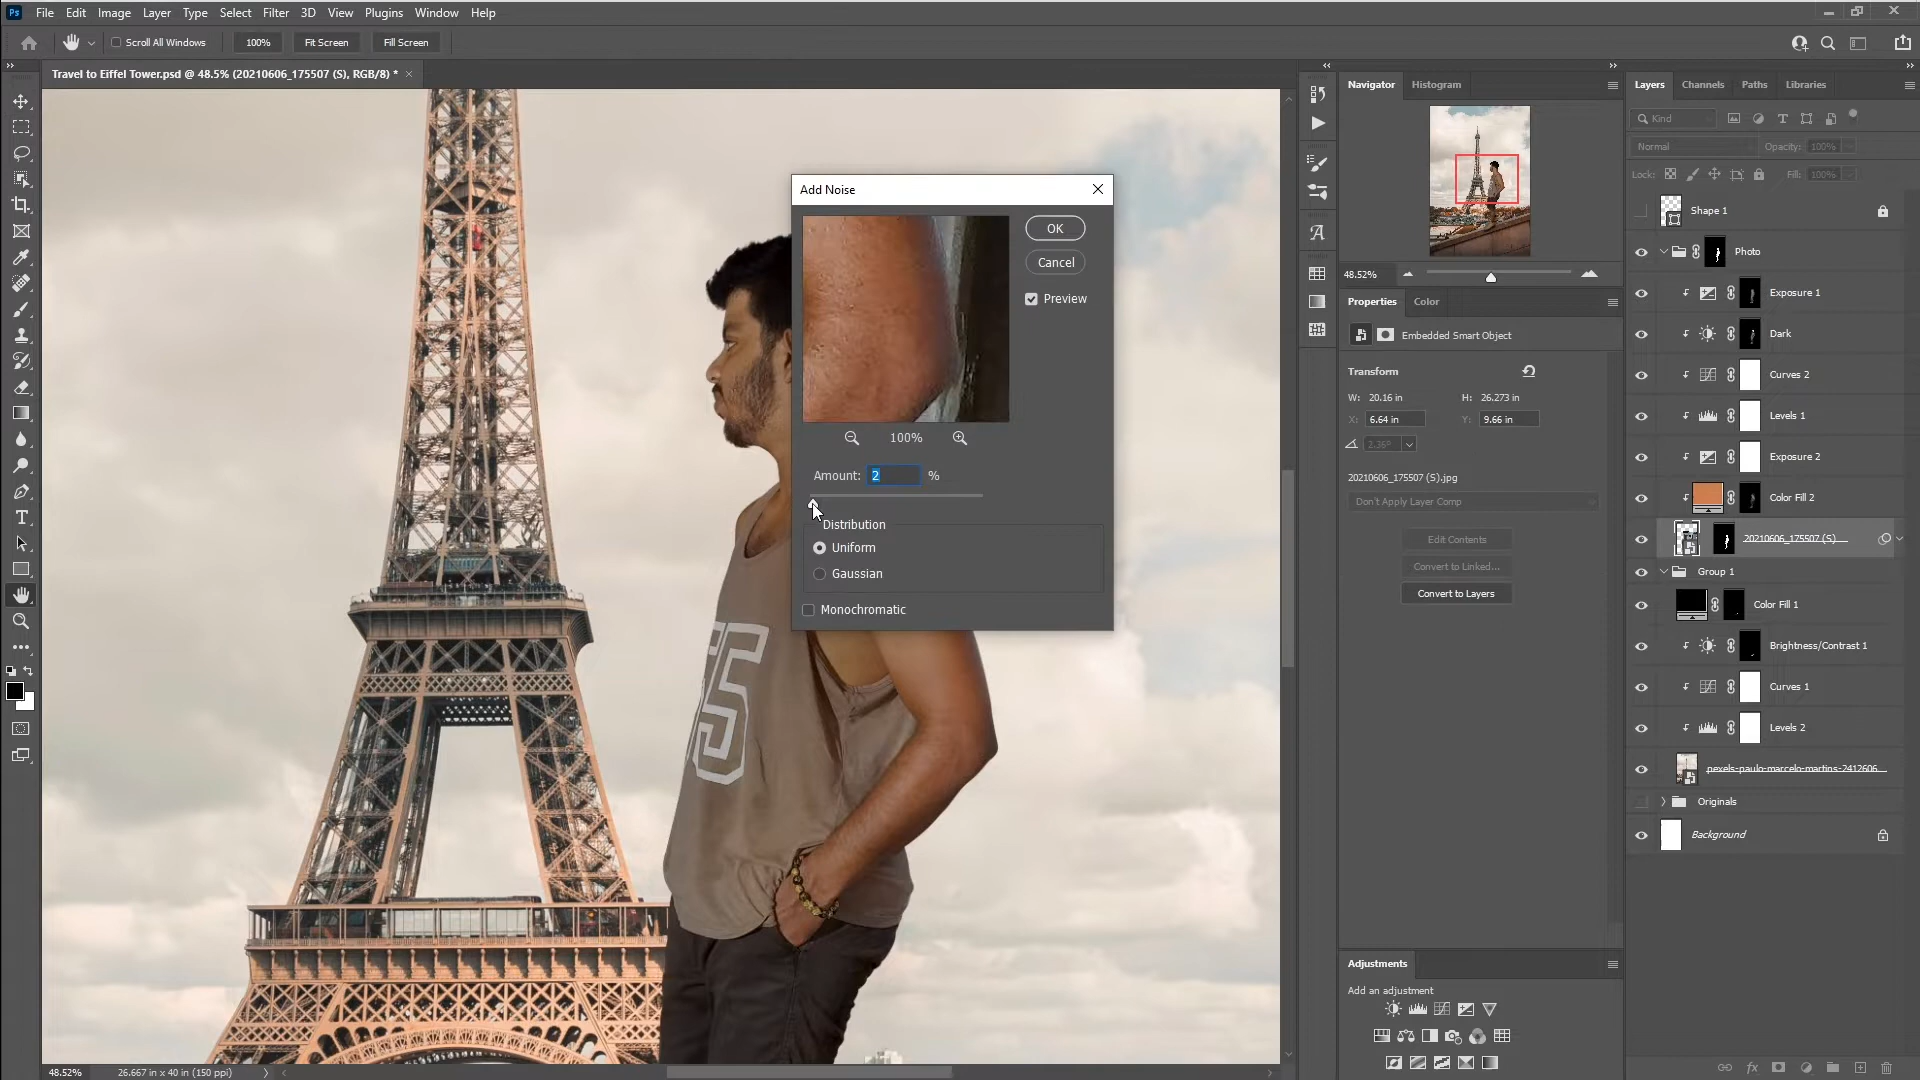 Ps File Edit Image Layer Type Select Filter 3D View Plugins Window Help
Scroll All Windows 100% Fit Screen Fill Screen
Travel to Eiffel Tower.psd @ 48.5% (20210606_175507 (S), RGB/8) * ×
Navigator Histogram
48.52%
Properties Color
Embedded Smart Object
Transform
W: 20.16 in H: 26.273 in
X: 6.64 in Y: 9.66 in
2.36°
20210606_175507 (S).jpg
Don't Apply Layer Comp
Edit Contents
Convert to Linked...
Convert to Layers
Adjustments
Add an adjustment
Layers Channels Paths Libraries
Kind
Normal Opacity: 100%
Lock: Fill: 100%
Shape 1
Photo
Exposure 1
Dark
Curves 2
Levels 1
Exposure 2
Color Fill 2
20210606_175507 (S)
Group 1
Color Fill 1
Brightness/Contrast 1
Curves 1
Levels 2
pexels-paulo-marcelo-martins-2412606...
Originals
Background
Add Noise
OK
Cancel
Preview
100%
Amount: 2 %
Distribution
Uniform
Gaussian
Monochromatic
48.52% 26.667 in x 40 in (150 ppi)